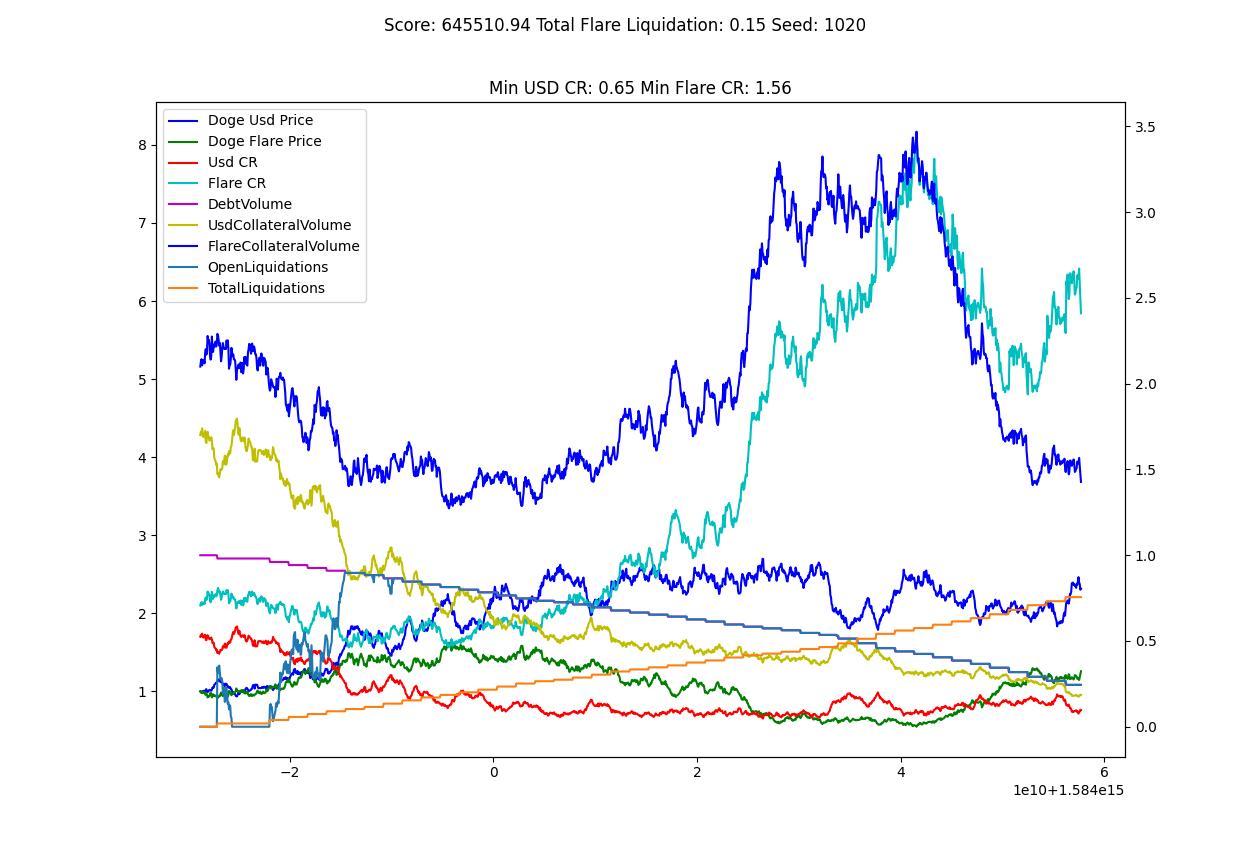 Score: 645510.94 Total Flare Liquidation: 0.15 Seed: 1020
Min USD CR: 0.65 Min Flare CR: 1.56
Doge Usd Price
Doge Flare Price
Usd CR
Flare CR
DebtVolume
UsdCollateralVolume
FlareCollateralVolume
OpenLiquidations
TotalLiquidations
8
7
6
5
4
3
2
1
3.5
3.0
2.5
2.0
1.5
1.0
0.5
0.0
−2 0 2 4 6
1e10+1.584e15